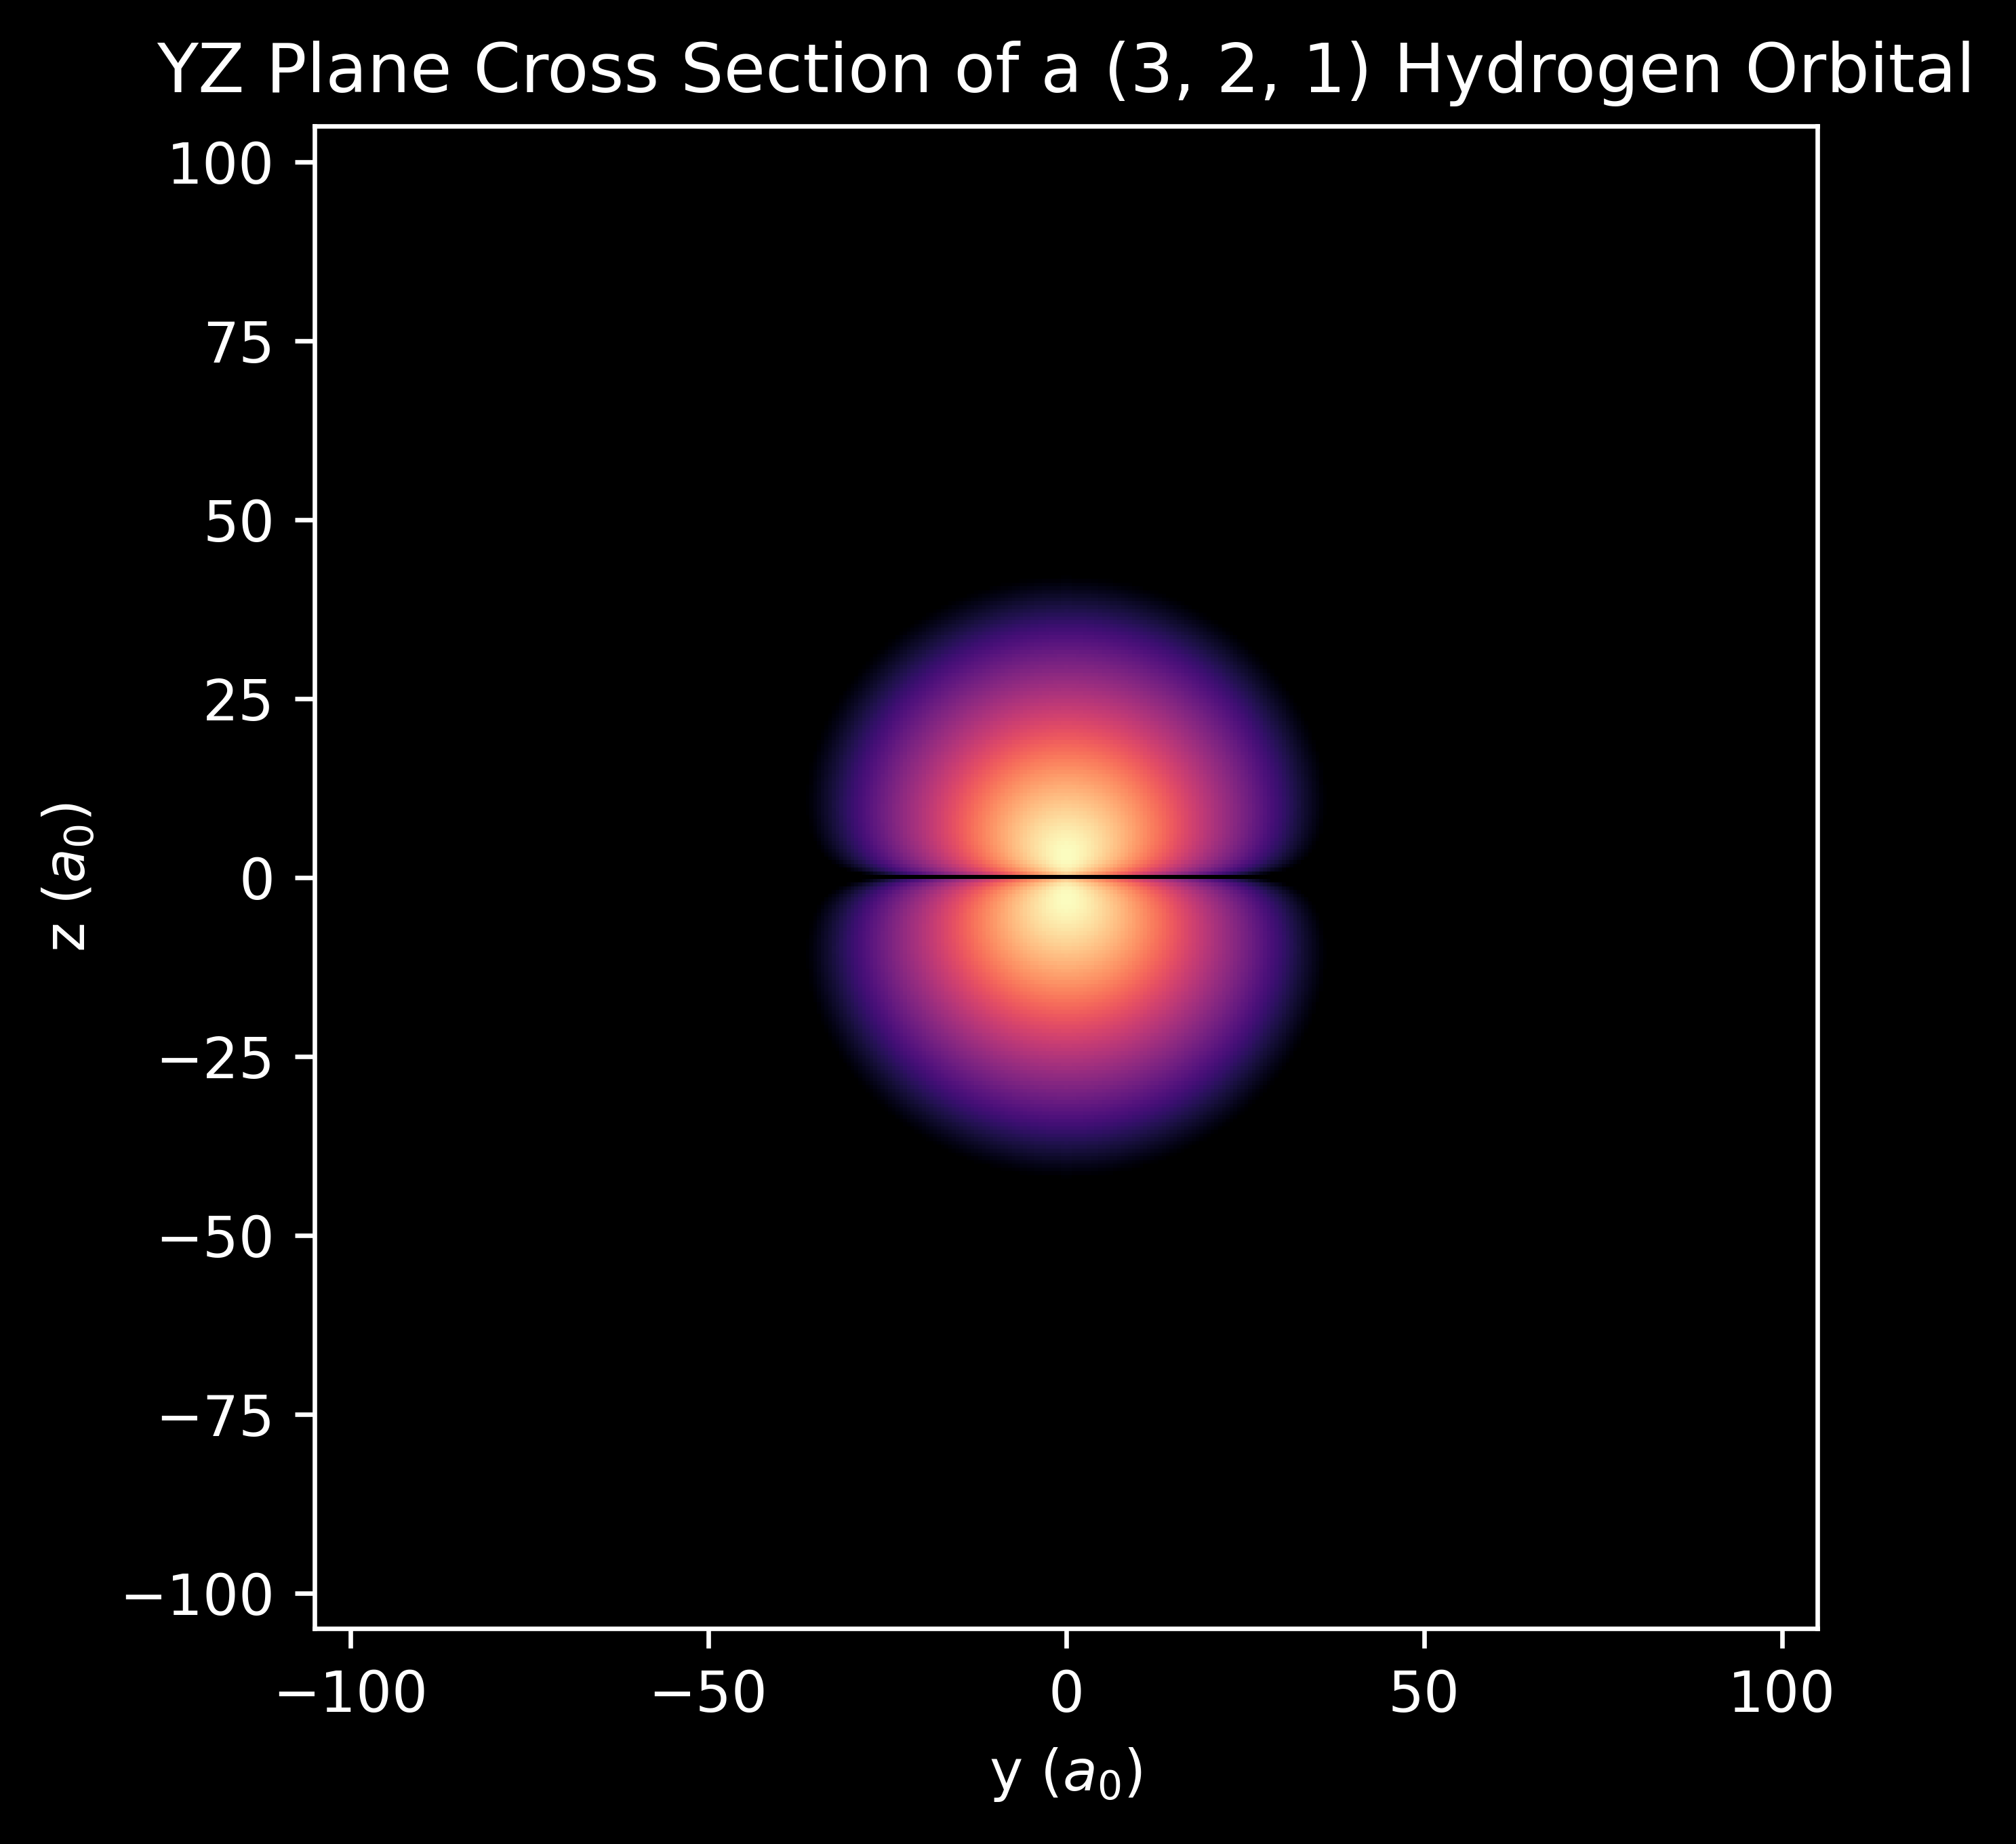 YZ Plane Cross Section of a (3, 2, 1) Hydrogen Orbital
100
75
50
25
0
−25
−50
−75
−100
z (a₀)
−100 −50 0 50 100
y (a₀)